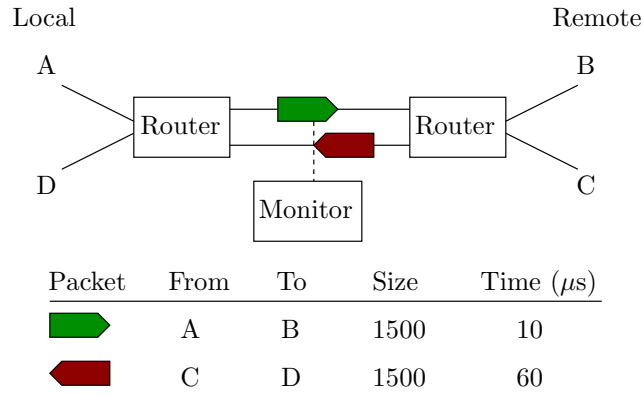 Local Remote
A B
Router Router
D C
Monitor
Packet From To Size Time (μs)
A B 1500 10
C D 1500 60